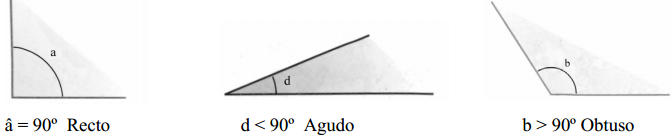 a
d
b
â = 90º Recto
d < 90º Agudo
b > 90º Obtuso